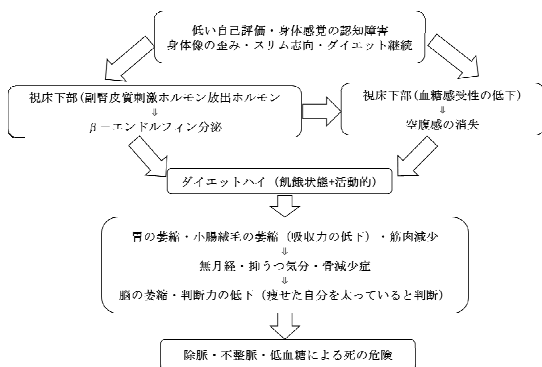 低い自己評価・身体感覚の認知障害
身体像の歪み・スリム志向・ダイエット継続
視床下部(副腎皮質刺激ホルモン放出ホルモン
⇓
β－エンドルフィン分泌
視床下部(血糖感受性の低下)
⇓
空腹感の消失
ダイエットハイ（飢餓状態+活動的）
胃の萎縮・小腸絨毛の萎縮（吸収力の低下）・筋肉減少
⇓
無月経・抑うつ気分・骨減少症
⇓
脳の萎縮・判断力の低下（痩せた自分を太っていると判断）
除脈・不整脈・低血糖による死の危険